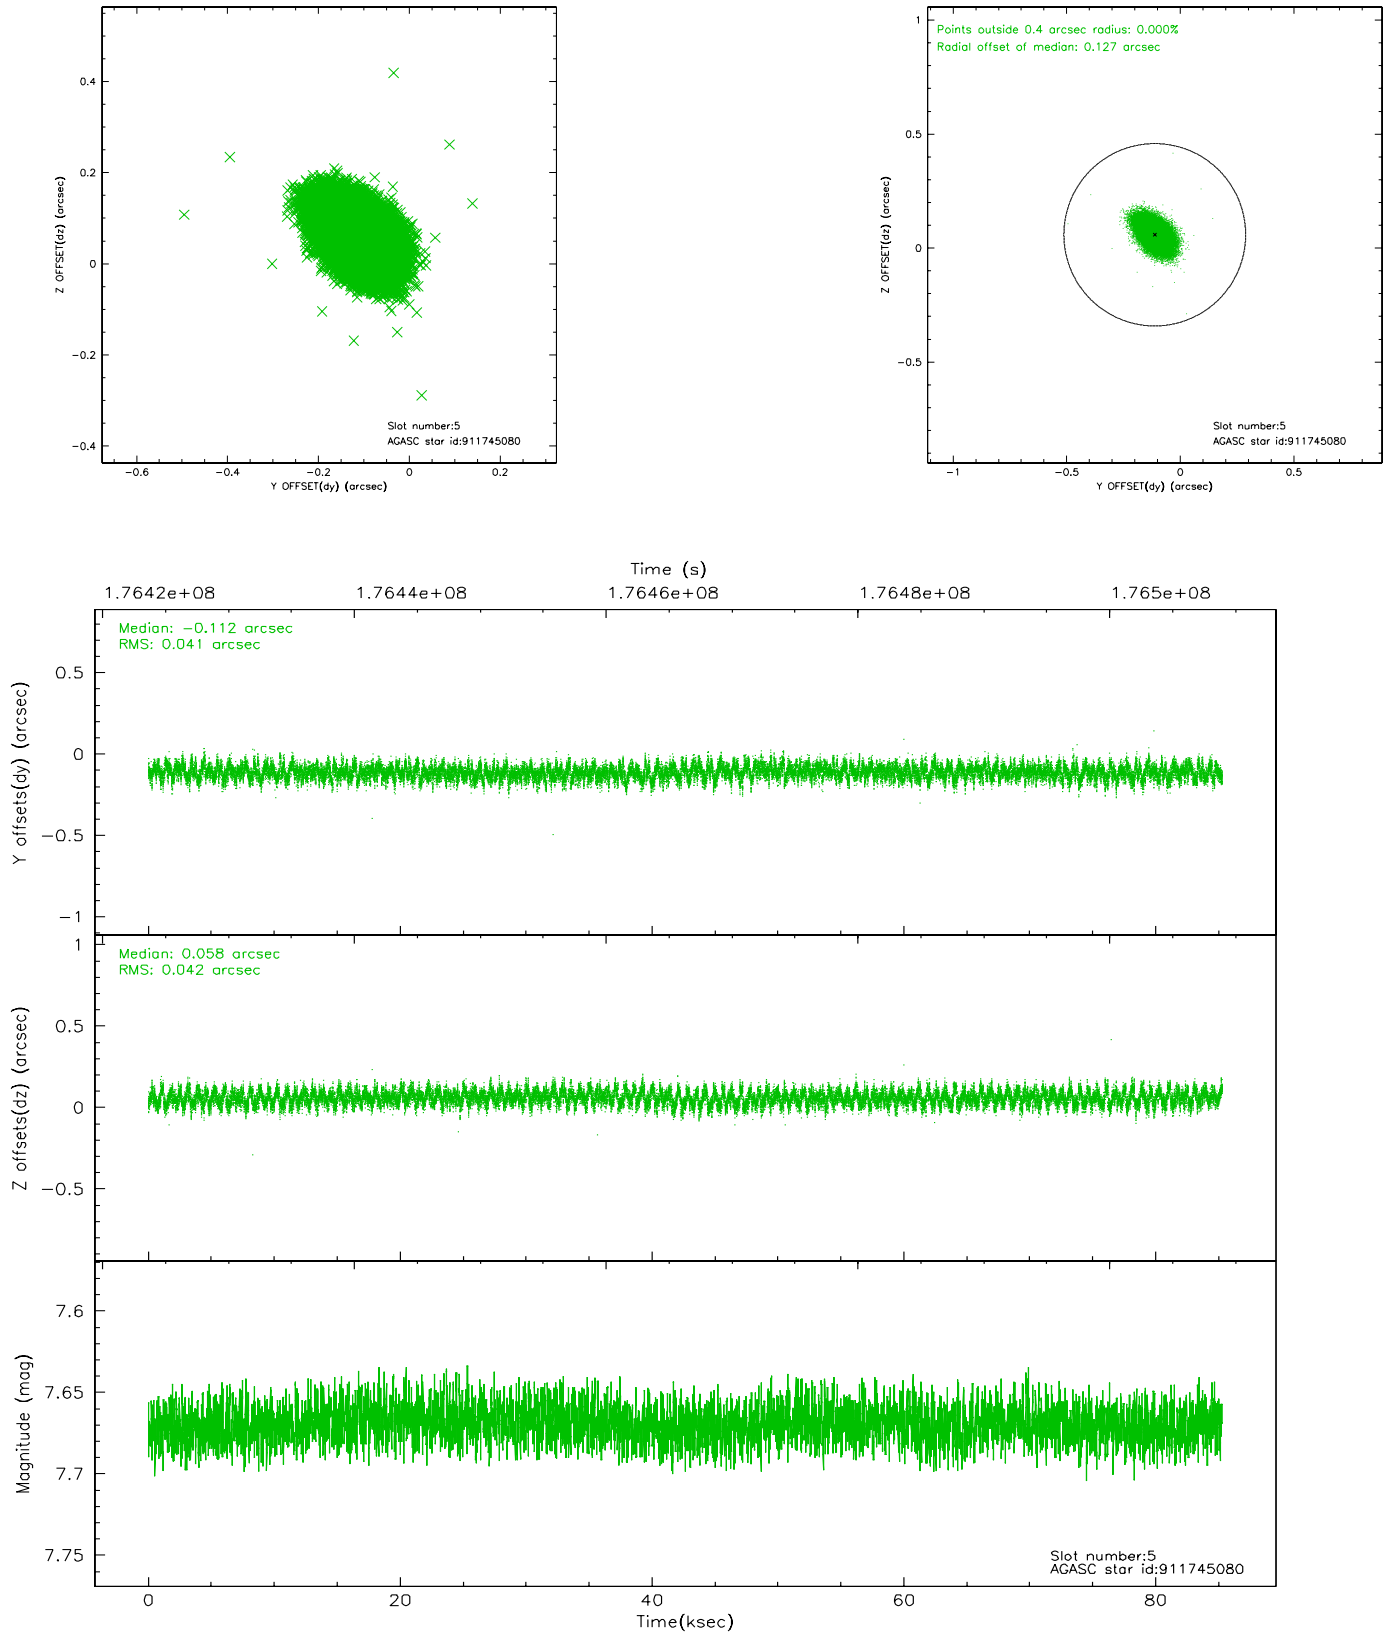 0.4
0.2
0
-0.2
-0.4
Z OFFSET(dz) (arcsec)
Slot number:5
AGASC star id:911745080
-0.6 -0.4 -0.2 0 0.2
Y OFFSET(dy) (arcsec)
Points outside 0.4 arcsec radius: 0.000%
Radial offset of median: 0.127 arcsec
1
0.5
0
-0.5
Z OFFSET(dz) (arcsec)
Slot number:5
AGASC star id:911745080
-1 -0.5 0 0.5
Y OFFSET(dy) (arcsec)
Time (s)
1.7642e+08 1.7644e+08 1.7646e+08 1.7648e+08 1.765e+08
Median: -0.112 arcsec
RMS: 0.041 arcsec
0.5
0
-0.5
-1
Y offsets(dy) (arcsec)
Median: 0.058 arcsec
RMS: 0.042 arcsec
1
0.5
0
-0.5
Z offsets(dz) (arcsec)
7.6
7.65
7.7
7.75
Magnitude (mag)
Slot number:5
AGASC star id:911745080
0 20 40 60 80
Time(ksec)